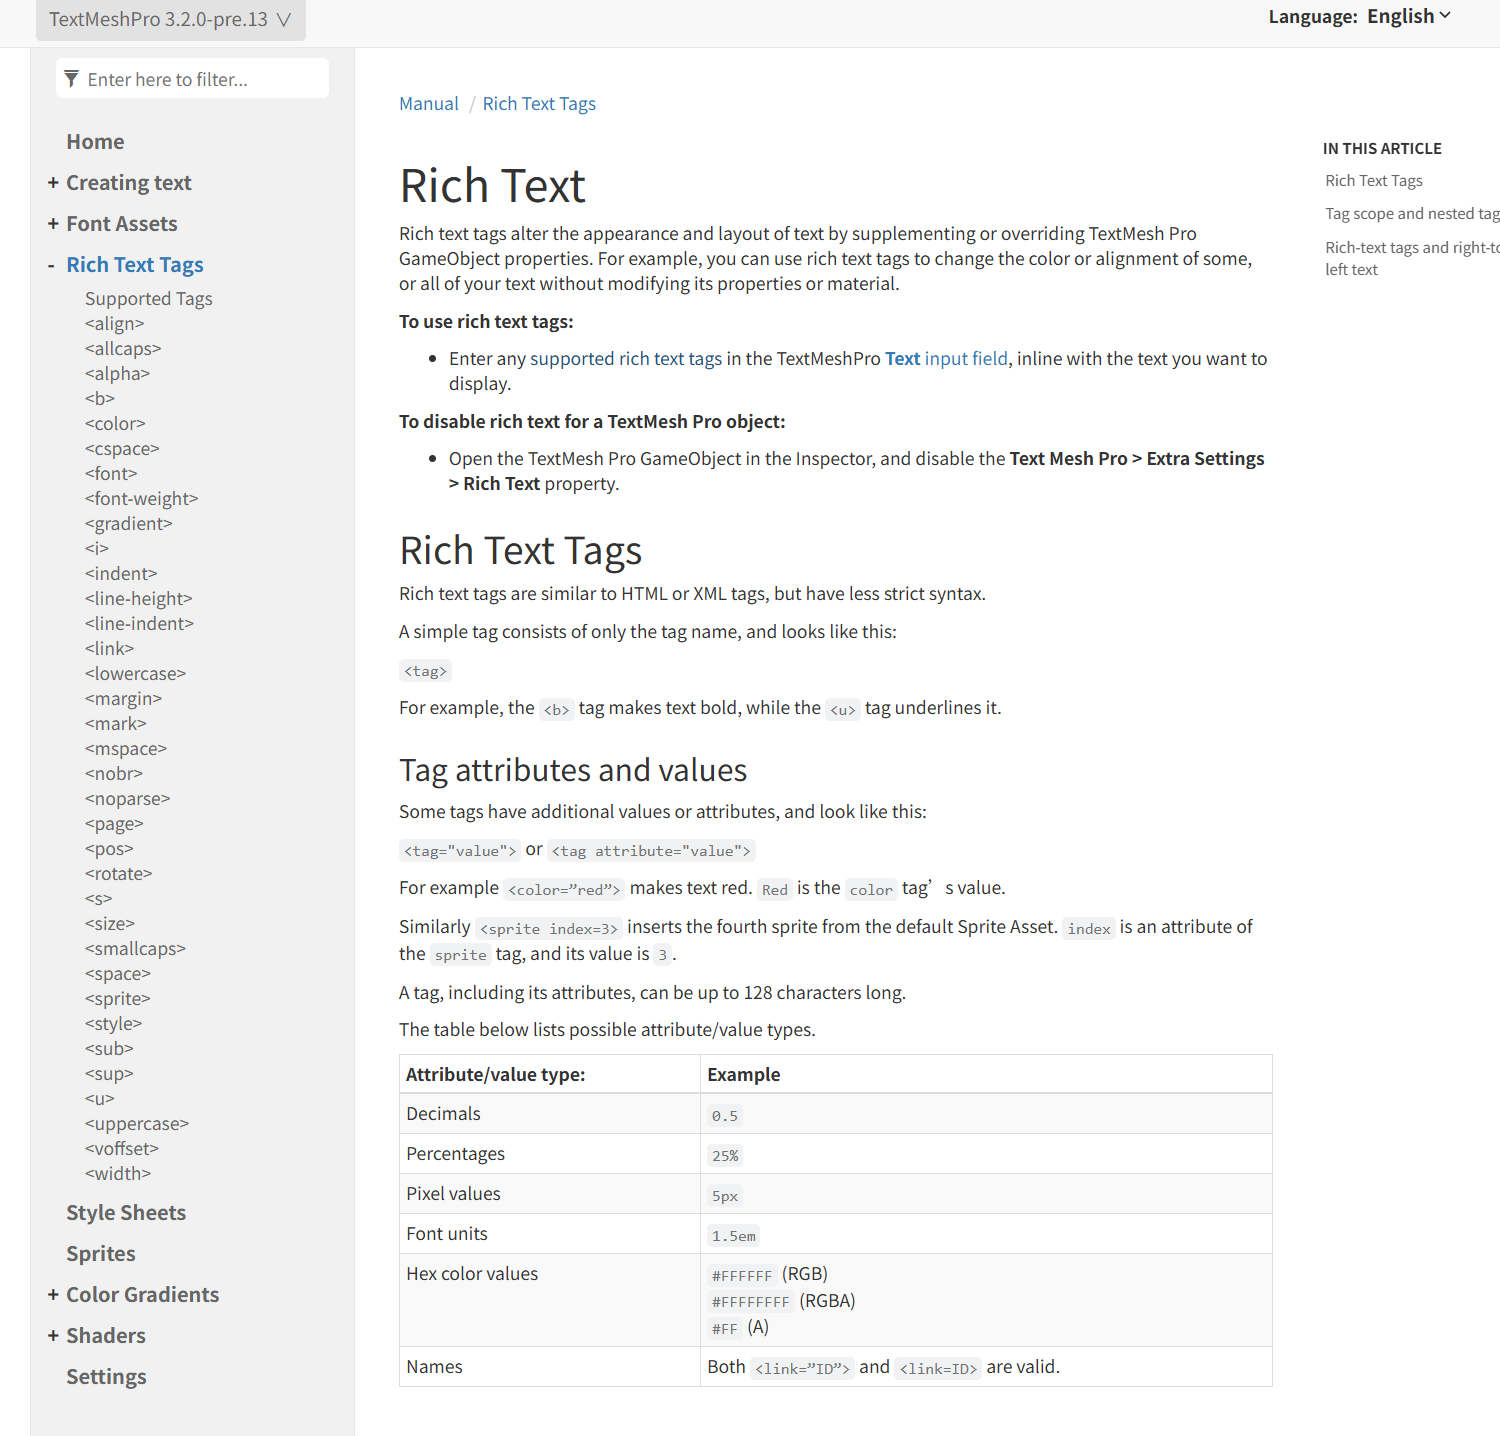 TextMeshPro 3.2.0-pre.13
Language: English
Enter here to filter...
Home
+ Creating text
+ Font Assets
- Rich Text Tags
Supported Tags
<align>
<allcaps>
<alpha>
<b>
<color>
<cspace>
<font>
<font-weight>
<gradient>
<i>
<indent>
<line-height>
<line-indent>
<link>
<lowercase>
<margin>
<mark>
<mspace>
<nobr>
<noparse>
<page>
<pos>
<rotate>
<s>
<size>
<smallcaps>
<space>
<sprite>
<style>
<sub>
<sup>
<u>
<uppercase>
<voffset>
<width>
Style Sheets
Sprites
+ Color Gradients
+ Shaders
Settings
Manual / Rich Text Tags
Rich Text
Rich text tags alter the appearance and layout of text by supplementing or overriding TextMesh Pro
GameObject properties. For example, you can use rich text tags to change the color or alignment of some,
or all of your text without modifying its properties or material.
To use rich text tags:
• Enter any supported rich text tags in the TextMeshPro Text input field, inline with the text you want to
display.
To disable rich text for a TextMesh Pro object:
• Open the TextMesh Pro GameObject in the Inspector, and disable the Text Mesh Pro > Extra Settings
> Rich Text property.
Rich Text Tags
Rich text tags are similar to HTML or XML tags, but have less strict syntax.
A simple tag consists of only the tag name, and looks like this:
<tag>
For example, the <b> tag makes text bold, while the <u> tag underlines it.
Tag attributes and values
Some tags have additional values or attributes, and look like this:
<tag="value"> or <tag attribute="value">
For example <color=”red”> makes text red. Red is the color tag’s value.
Similarly <sprite index=3> inserts the fourth sprite from the default Sprite Asset. index is an attribute of
the sprite tag, and its value is 3.
A tag, including its attributes, can be up to 128 characters long.
The table below lists possible attribute/value types.
Attribute/value type: Example
Decimals 0.5
Percentages 25%
Pixel values 5px
Font units 1.5em
Hex color values #FFFFFF (RGB)
#FFFFFFFF (RGBA)
#FF (A)
Names Both <link=”ID”> and <link=ID> are valid.
IN THIS ARTICLE
Rich Text Tags
Tag scope and nested tag
Rich-text tags and right-to
left text